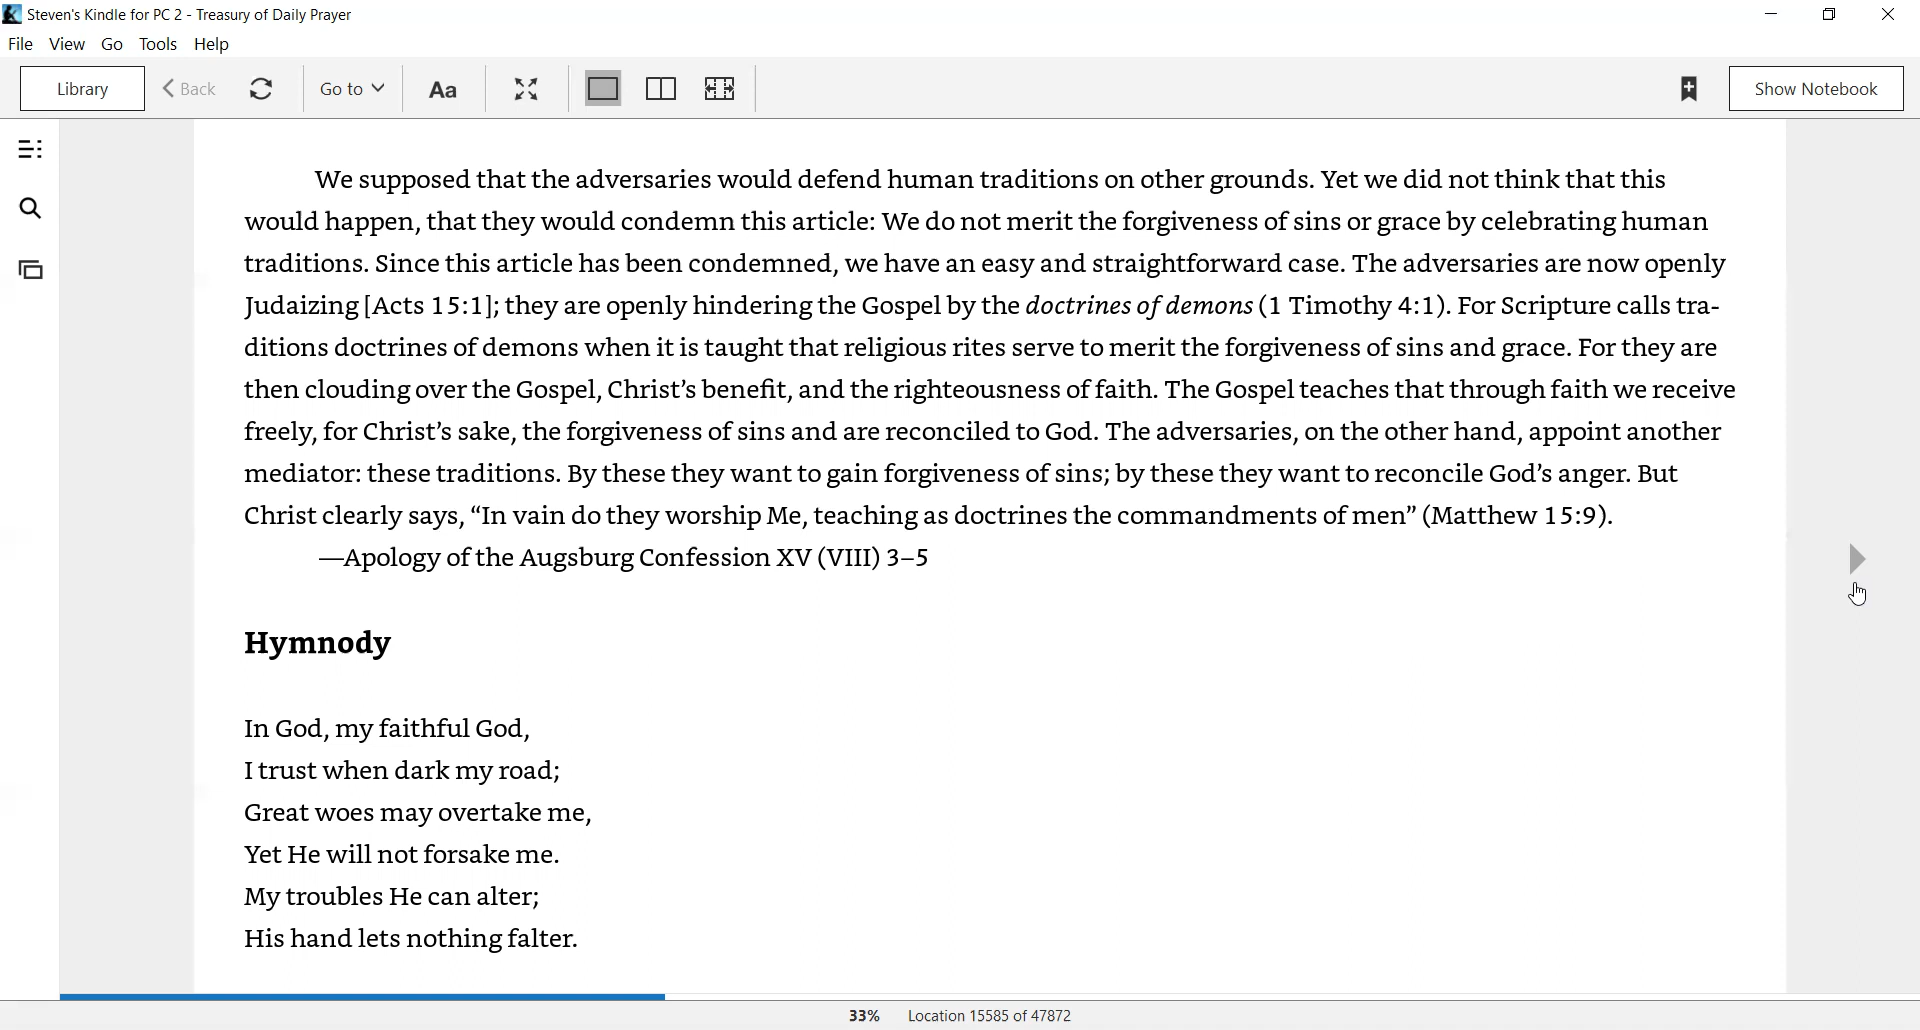 Steven's Kindle for PC 2 - Treasury of Daily Prayer
File View Go Tools Help
Library Back Go to Aa Show Notebook
We supposed that the adversaries would defend human traditions on other grounds. Yet we did not think that this
would happen, that they would condemn this article: We do not merit the forgiveness of sins or grace by celebrating human
traditions. Since this article has been condemned, we have an easy and straightforward case. The adversaries are now openly
Judaizing [Acts 15:1]; they are openly hindering the Gospel by the doctrines of demons (1 Timothy 4:1). For Scripture calls tra-
ditions doctrines of demons when it is taught that religious rites serve to merit the forgiveness of sins and grace. For they are
then clouding over the Gospel, Christ’s benefit, and the righteousness of faith. The Gospel teaches that through faith we receive
freely, for Christ’s sake, the forgiveness of sins and are reconciled to God. The adversaries, on the other hand, appoint another
mediator: these traditions. By these they want to gain forgiveness of sins; by these they want to reconcile God’s anger. But
Christ clearly says, “In vain do they worship Me, teaching as doctrines the commandments of men” (Matthew 15:9).
—Apology of the Augsburg Confession XV (VIII) 3–5
Hymnody
In God, my faithful God,
I trust when dark my road;
Great woes may overtake me,
Yet He will not forsake me.
My troubles He can alter;
His hand lets nothing falter.
33% Location 15585 of 47872